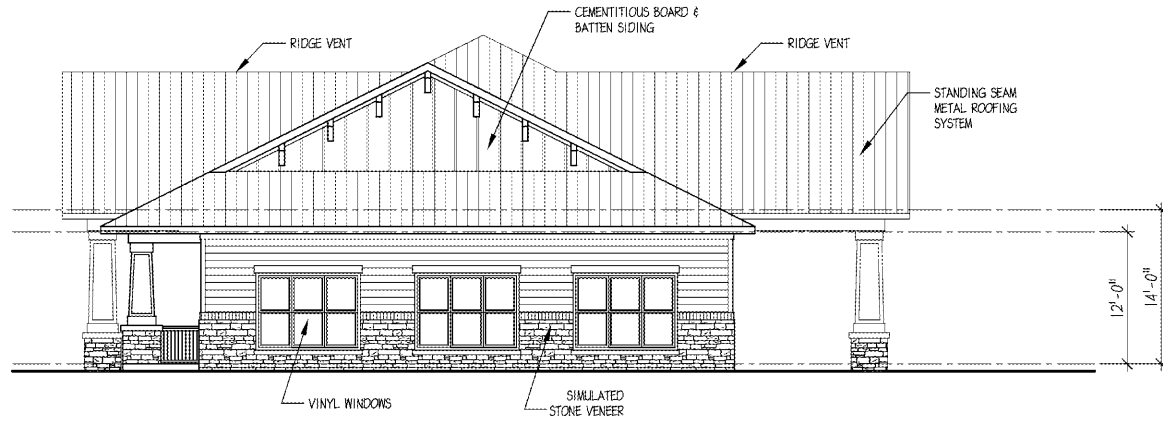 CEMENTITIOUS BOARD &
BATTEN SIDING
RIDGE VENT
RIDGE VENT
STANDING SEAM
METAL ROOFING
SYSTEM
12'-0"
14'-0"
VINYL WINDOWS
SIMULATED
STONE VENEER